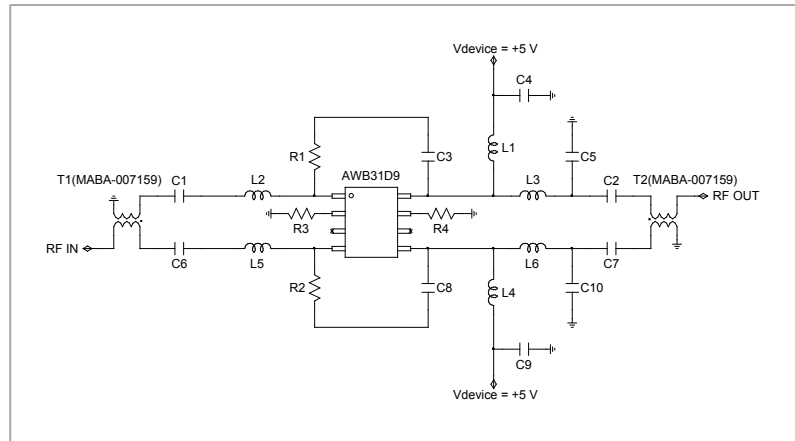 Vdevice = +5 V
C4
R1
C3
L1
C5
AWB31D9
T1(MABA-007159)
C1
L2
L3
C2
T2(MABA-007159)
RF OUT
R3
R4
RF IN
C6
L5
L6
C7
R2
C8
L4
C10
C9
Vdevice = +5 V